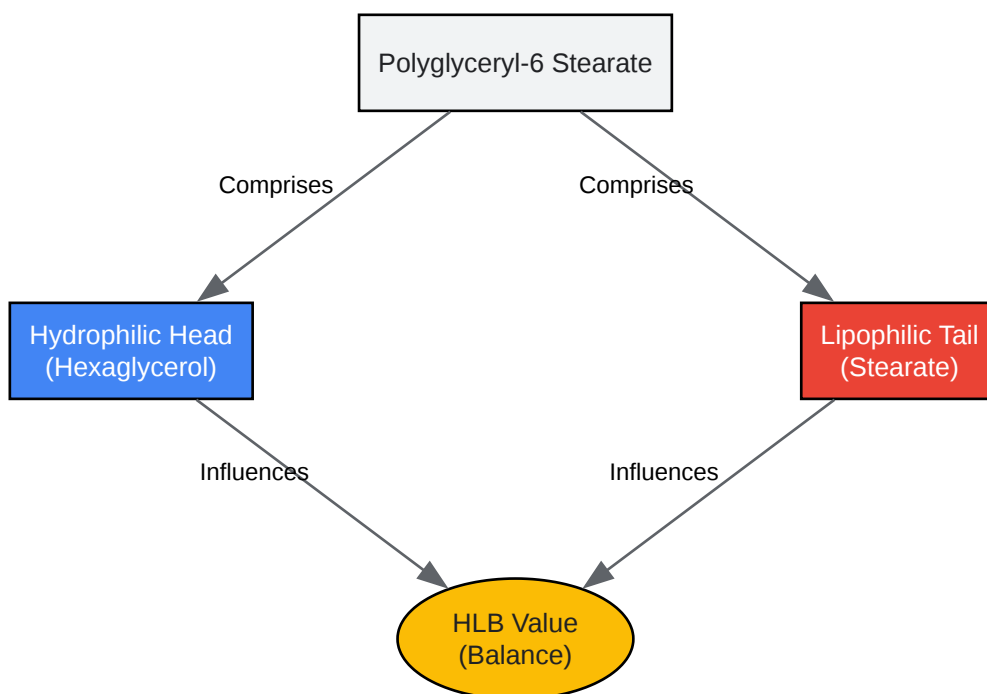 Polyglyceryl-6 Stearate
Comprises
Comprises
Hydrophilic Head
(Hexaglycerol)
Lipophilic Tail
(Stearate)
Influences
Influences
HLB Value
(Balance)